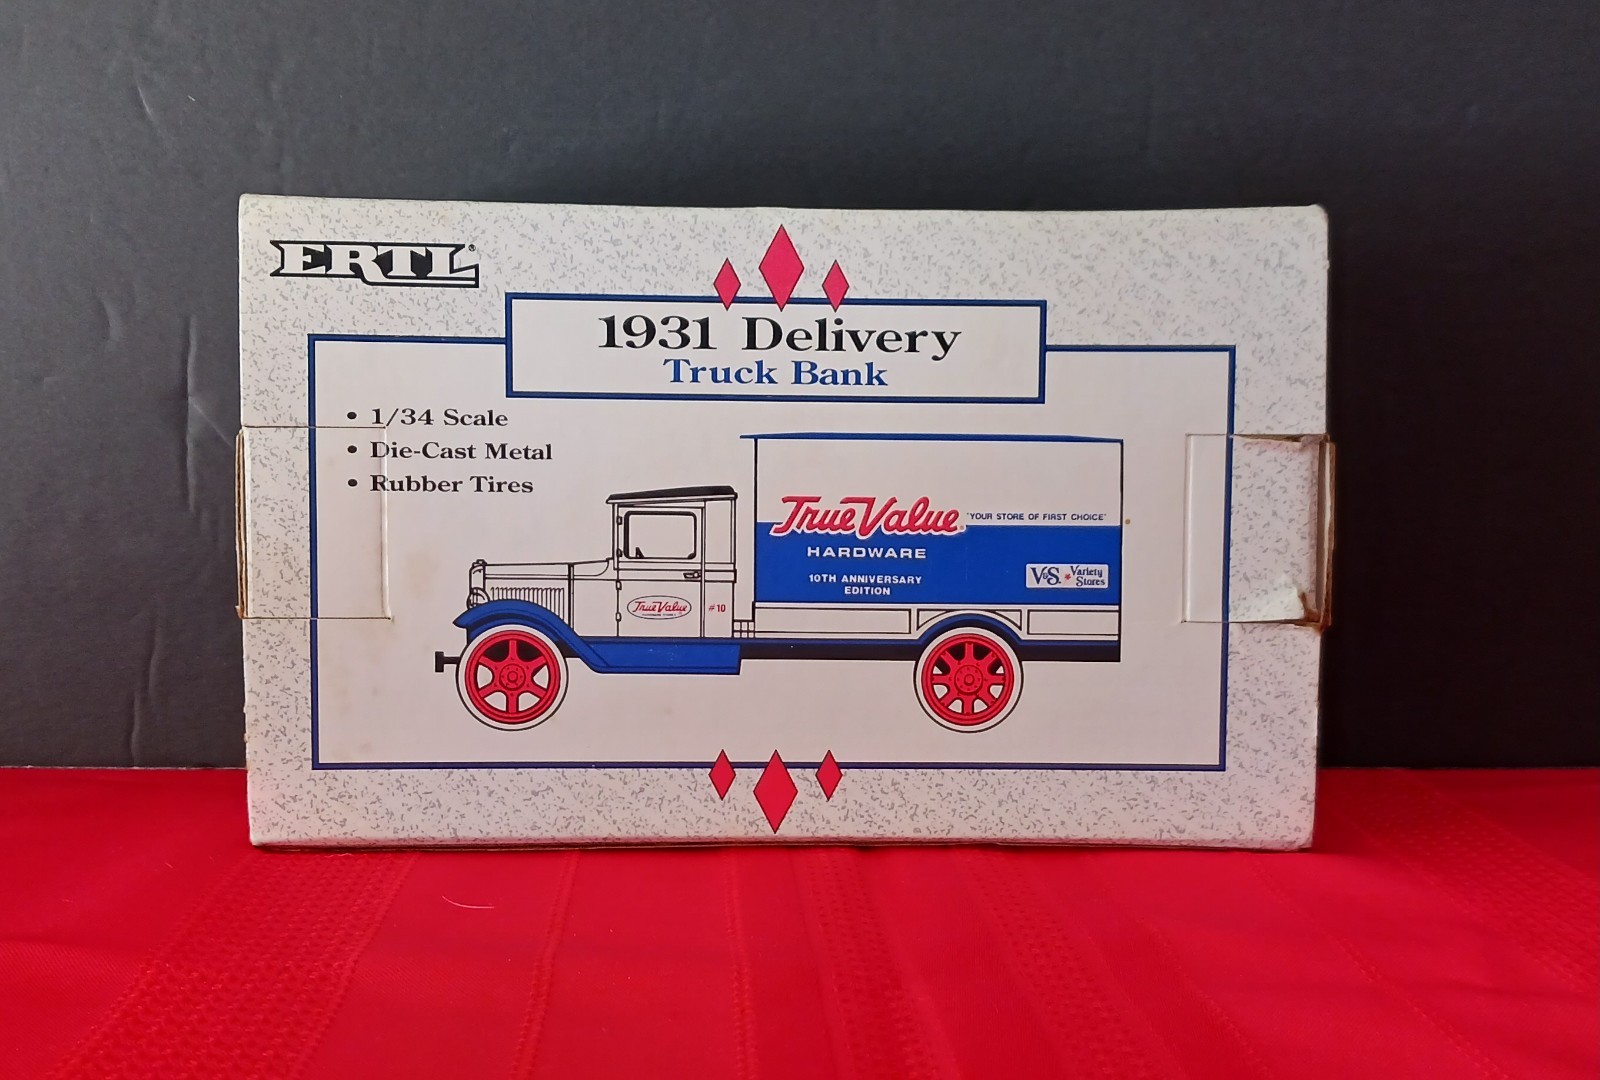 ERTL®
1931 Delivery
Truck Bank
• 1/34 Scale
• Die-Cast Metal
• Rubber Tires
True Value
"YOUR STORE OF FIRST CHOICE"
HARDWARE
10TH ANNIVERSARY
EDITION
V&S Variety
Stores
True Value
#10